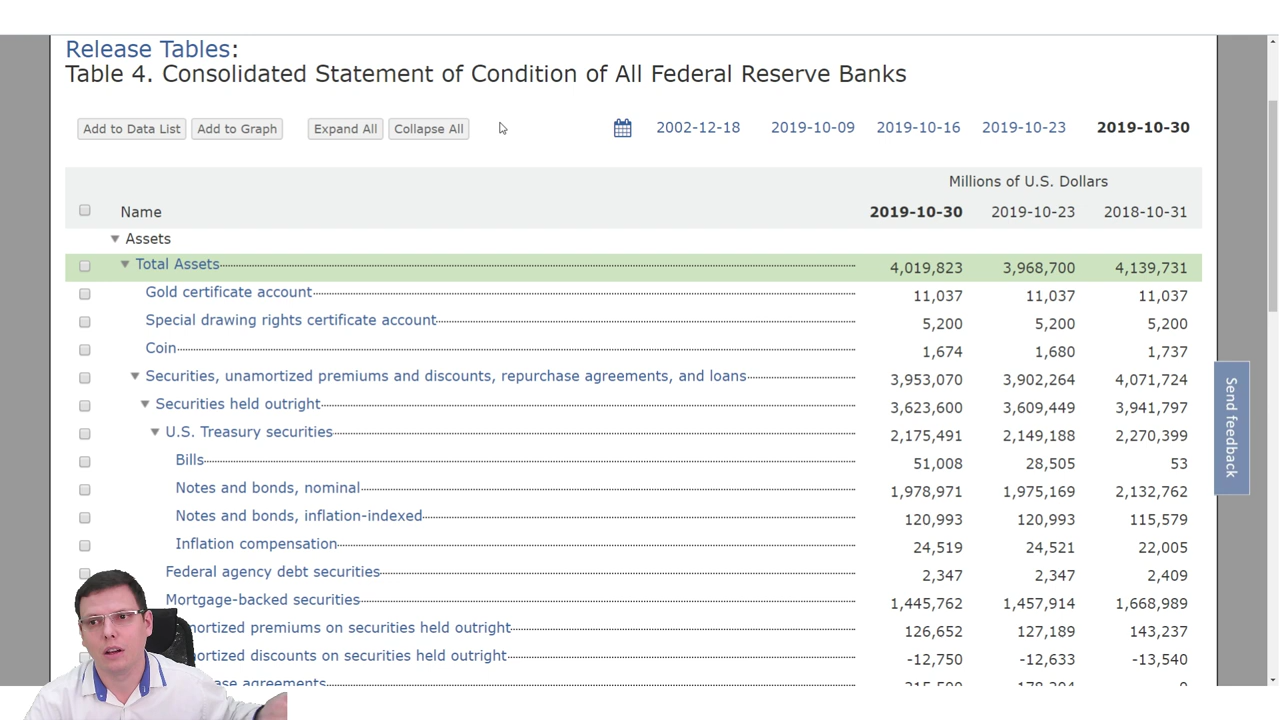 Release Tables:
Table 4. Consolidated Statement of Condition of All Federal Reserve Banks
Add to Data List Add to Graph Expand All Collapse All 2002-12-18 2019-10-09 2019-10-16 2019-10-23 2019-10-30
Millions of U.S. Dollars
Name 2019-10-30 2019-10-23 2018-10-31
Assets
Total Assets 4,019,823 3,968,700 4,139,731
Gold certificate account 11,037 11,037 11,037
Special drawing rights certificate account 5,200 5,200 5,200
Coin 1,674 1,680 1,737
Securities, unamortized premiums and discounts, repurchase agreements, and loans 3,953,070 3,902,264 4,071,724
Securities held outright 3,623,600 3,609,449 3,941,797
U.S. Treasury securities 2,175,491 2,149,188 2,270,399
Bills 51,008 28,505 53
Notes and bonds, nominal 1,978,971 1,975,169 2,132,762
Notes and bonds, inflation-indexed 120,993 120,993 115,579
Inflation compensation 24,519 24,521 22,005
Federal agency debt securities 2,347 2,347 2,409
Mortgage-backed securities 1,445,762 1,457,914 1,668,989
mortized premiums on securities held outright 126,652 127,189 143,237
mortized discounts on securities held outright -12,750 -12,633 -13,540
ase agreements
Send feedback